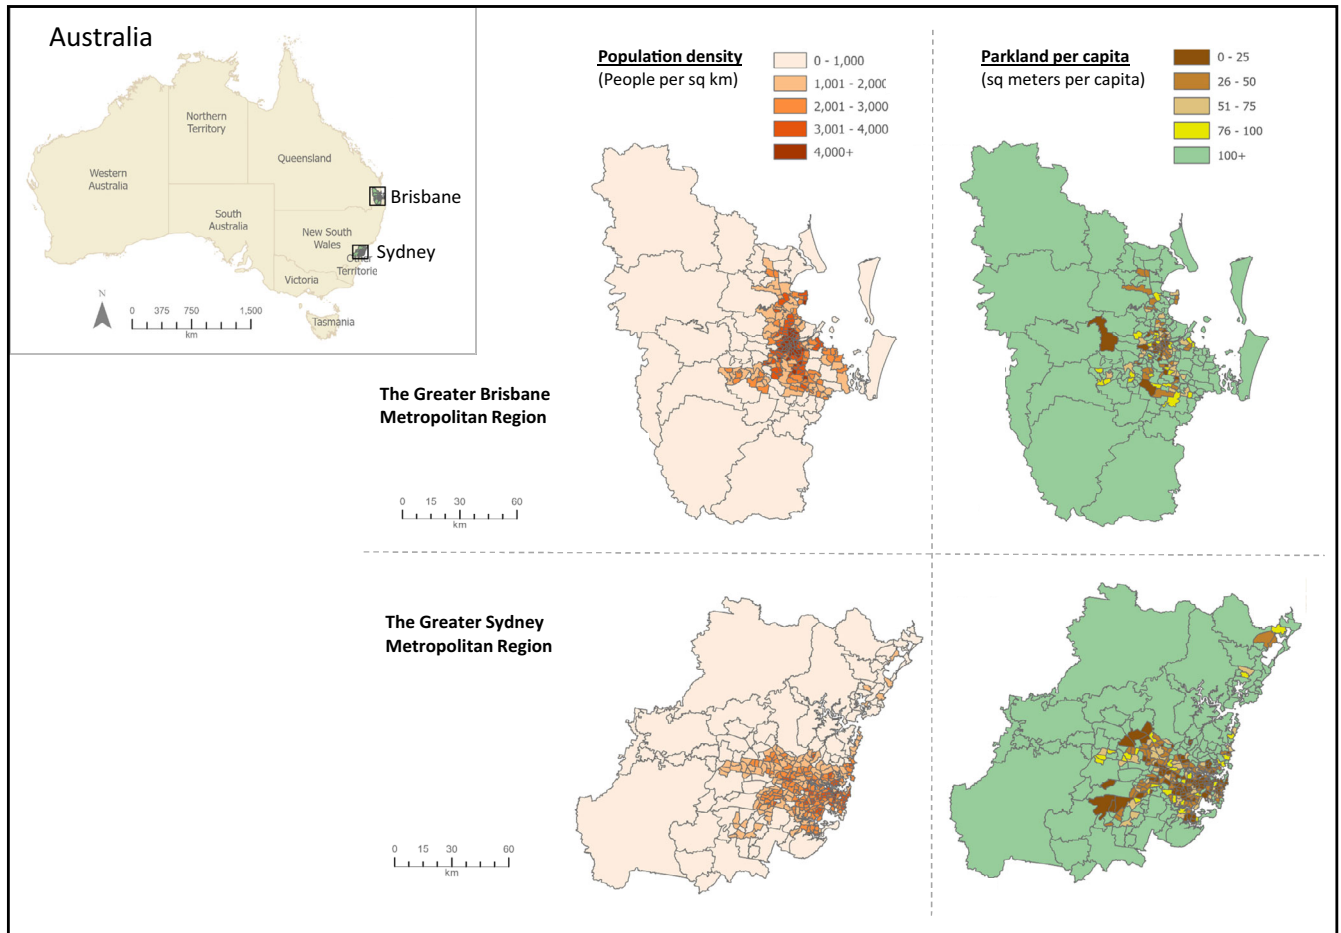 Australia
Northern
Territory
Queensland
Western
Australia
South
Australia
New South
Wales
Victoria
Other
Territorie
Tasmania
Brisbane
Sydney
N
0 375 750 1,500
km
Population density
(People per sq km)
0 - 1,000
1,001 - 2,000
2,001 - 3,000
3,001 - 4,000
4,000+
Parkland per capita
(sq meters per capita)
0 - 25
26 - 50
51 - 75
76 - 100
100+
The Greater Brisbane
Metropolitan Region
0 15 30 60
km
The Greater Sydney
Metropolitan Region
0 15 30 60
km